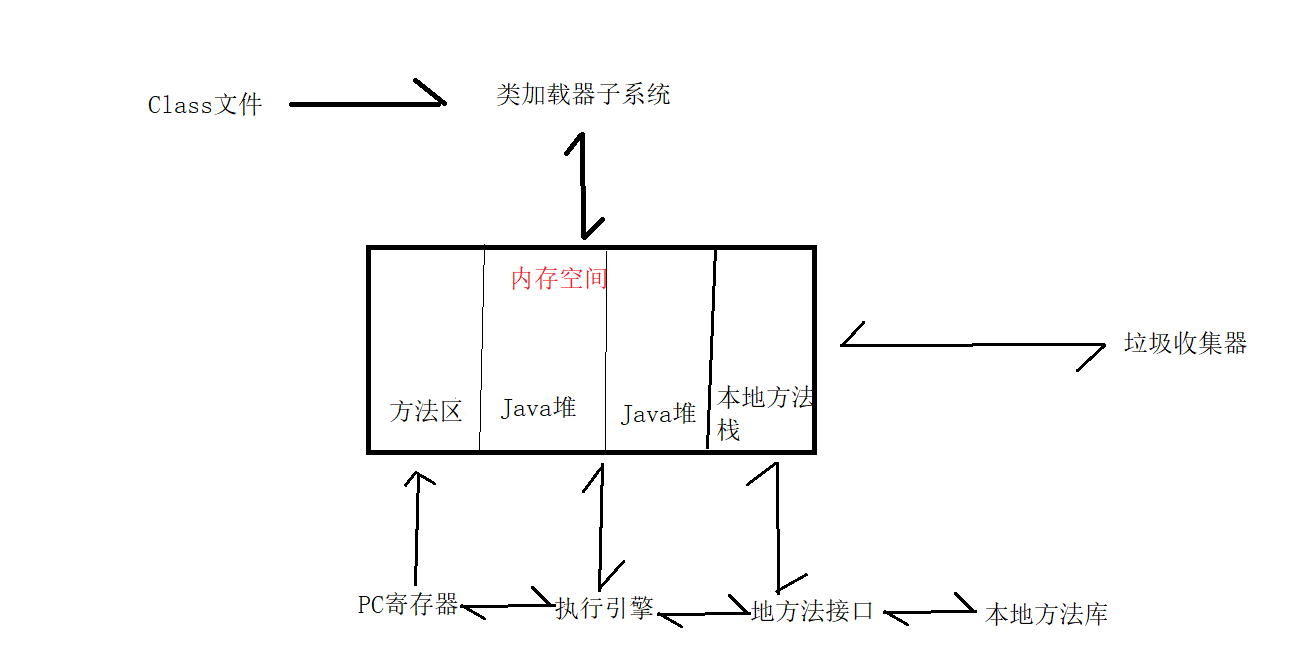 Class文件
类加载器子系统
内存空间
方法区
Java堆
Java堆
本地方法
栈
垃圾收集器
PC寄存器
执行引擎
地方法接口
本地方法库